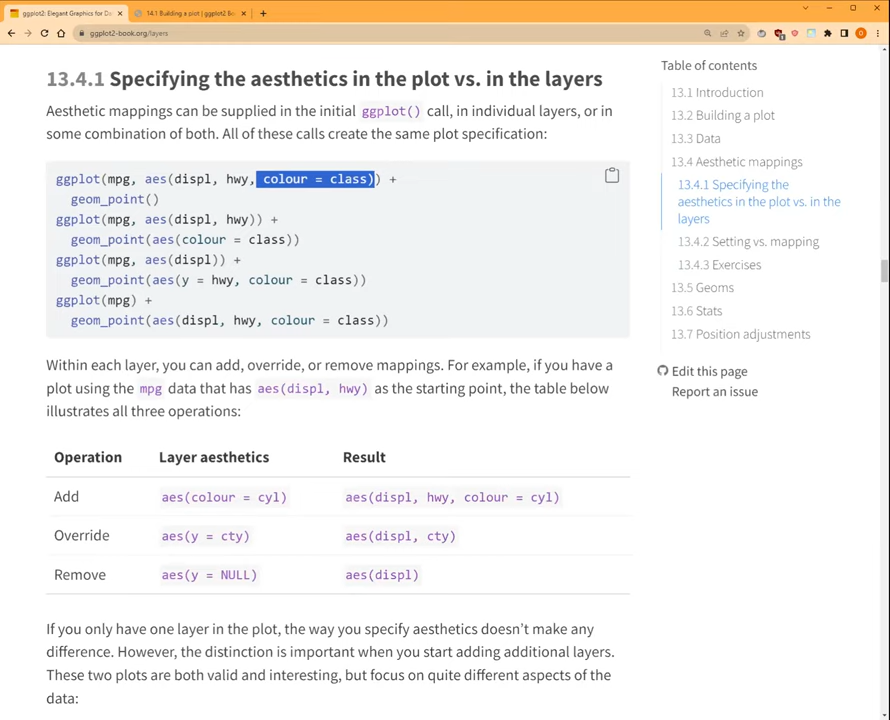 ggplot2: Elegant Graphics for Da
14.1 Building a plot | ggplot2 Bo
ggplot2-book.org/layers
13.4.1 Specifying the aesthetics in the plot vs. in the layers
Aesthetic mappings can be supplied in the initial ggplot() call, in individual layers, or in
some combination of both. All of these calls create the same plot specification:
ggplot(mpg, aes(displ, hwy, colour = class)) +
geom_point()
ggplot(mpg, aes(displ, hwy)) +
geom_point(aes(colour = class))
ggplot(mpg, aes(displ)) +
geom_point(aes(y = hwy, colour = class))
ggplot(mpg) +
geom_point(aes(displ, hwy, colour = class))
Within each layer, you can add, override, or remove mappings. For example, if you have a
plot using the mpg data that has aes(displ, hwy) as the starting point, the table below
illustrates all three operations:
Operation Layer aesthetics Result
Add aes(colour = cyl) aes(displ, hwy, colour = cyl)
Override aes(y = cty) aes(displ, cty)
Remove aes(y = NULL) aes(displ)
If you only have one layer in the plot, the way you specify aesthetics doesn't make any
difference. However, the distinction is important when you start adding additional layers.
These two plots are both valid and interesting, but focus on quite different aspects of the
data:
Table of contents
13.1 Introduction
13.2 Building a plot
13.3 Data
13.4 Aesthetic mappings
13.4.1 Specifying the
aesthetics in the plot vs. in the
layers
13.4.2 Setting vs. mapping
13.4.3 Exercises
13.5 Geoms
13.6 Stats
13.7 Position adjustments
Edit this page
Report an issue